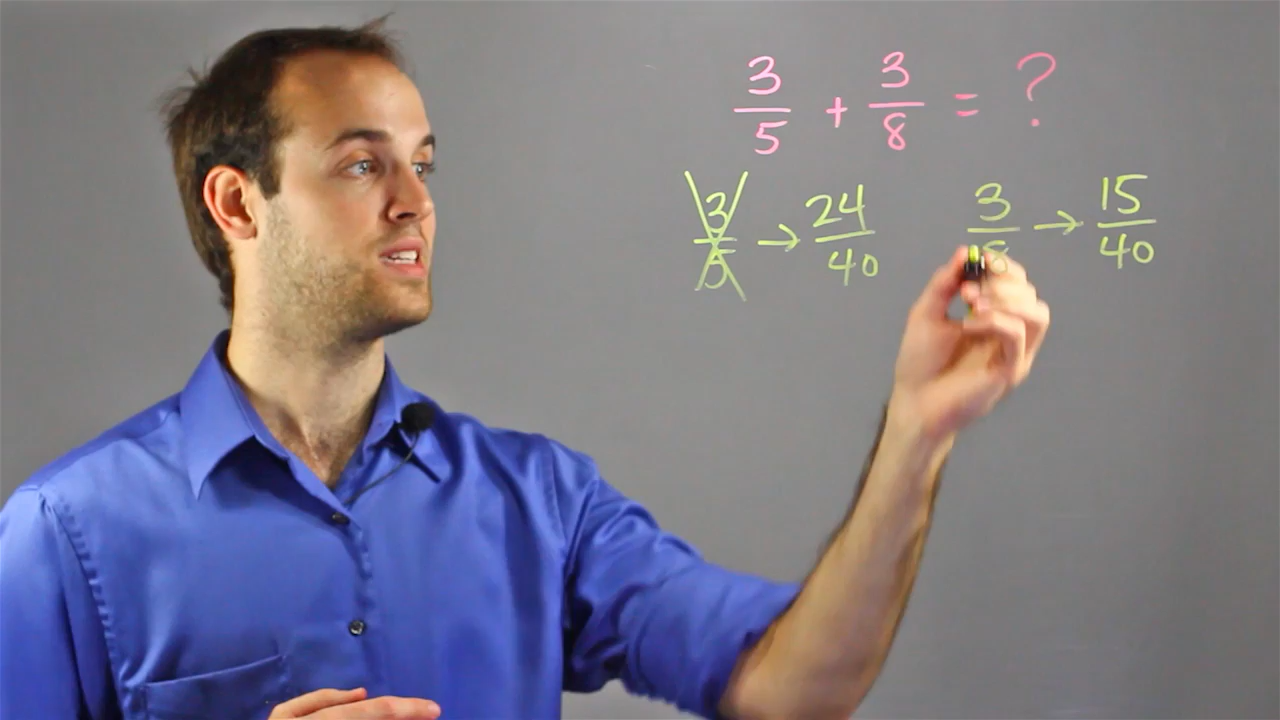 3/5 + 3/8 = ?
3/5 → 24/40 3/8 → 15/40